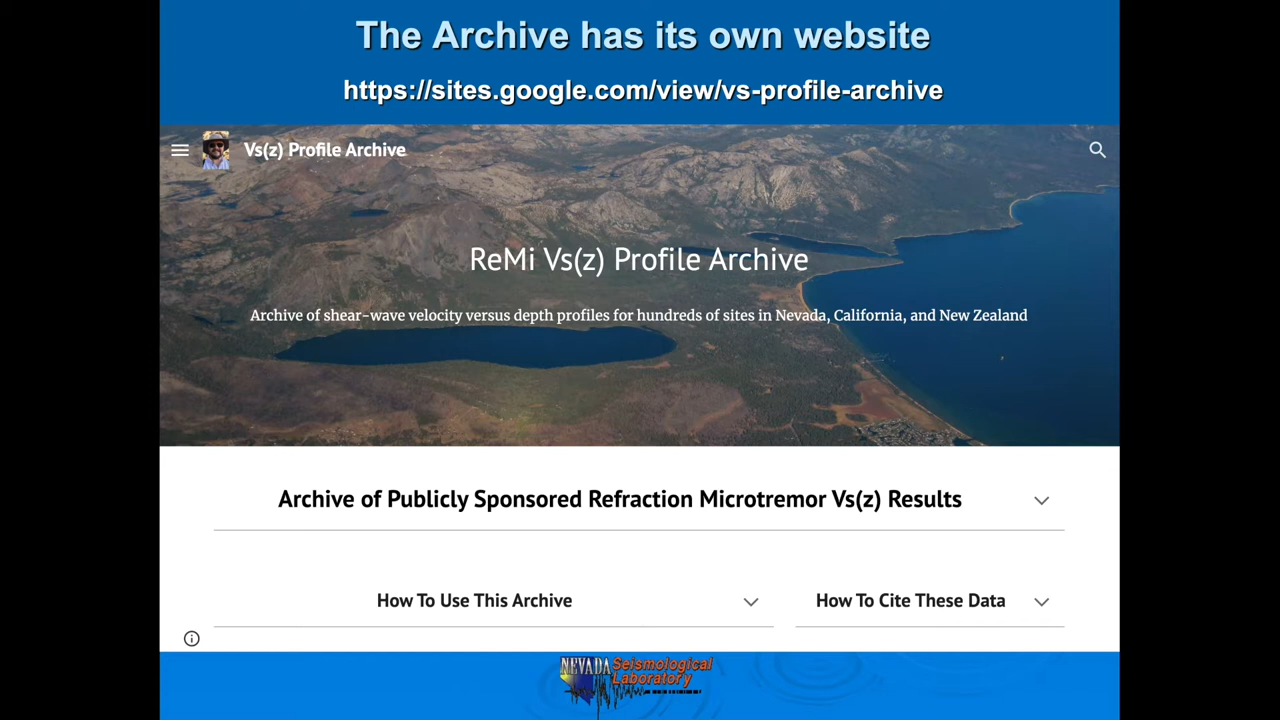 The Archive has its own website
https://sites.google.com/view/vs-profile-archive
Vs(z) Profile Archive
ReMi Vs(z) Profile Archive
Archive of shear-wave velocity versus depth profiles for hundreds of sites in Nevada, California, and New Zealand
Archive of Publicly Sponsored Refraction Microtremor Vs(z) Results
How To Use This Archive
How To Cite These Data
NEVADA Seismological
Laboratory